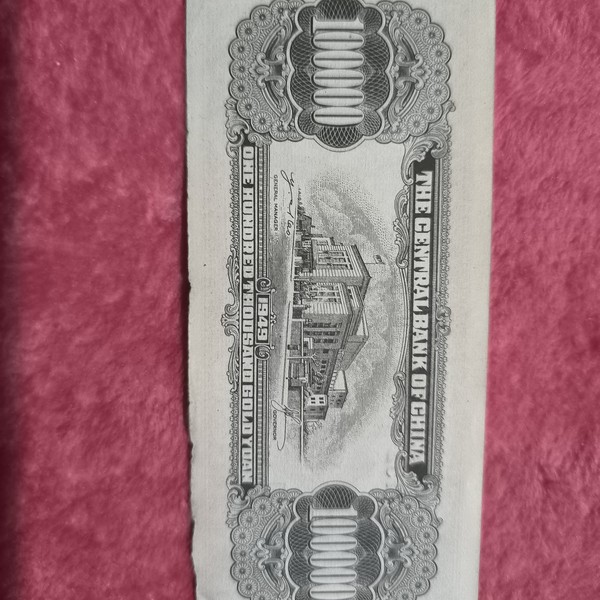 THE CENTRAL BANK OF CHINA
100000
100000
GENERAL MANAGER
GOVERNOR
1949
ONE HUNDRED THOUSAND GOLD YUAN